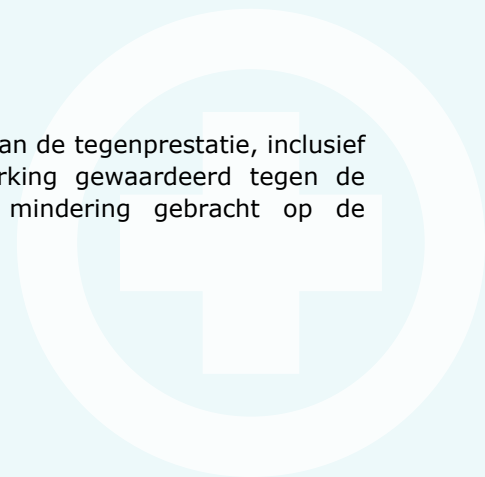 an de tegenprestatie, inclusief
rking gewaardeerd tegen de
mindering gebracht op de